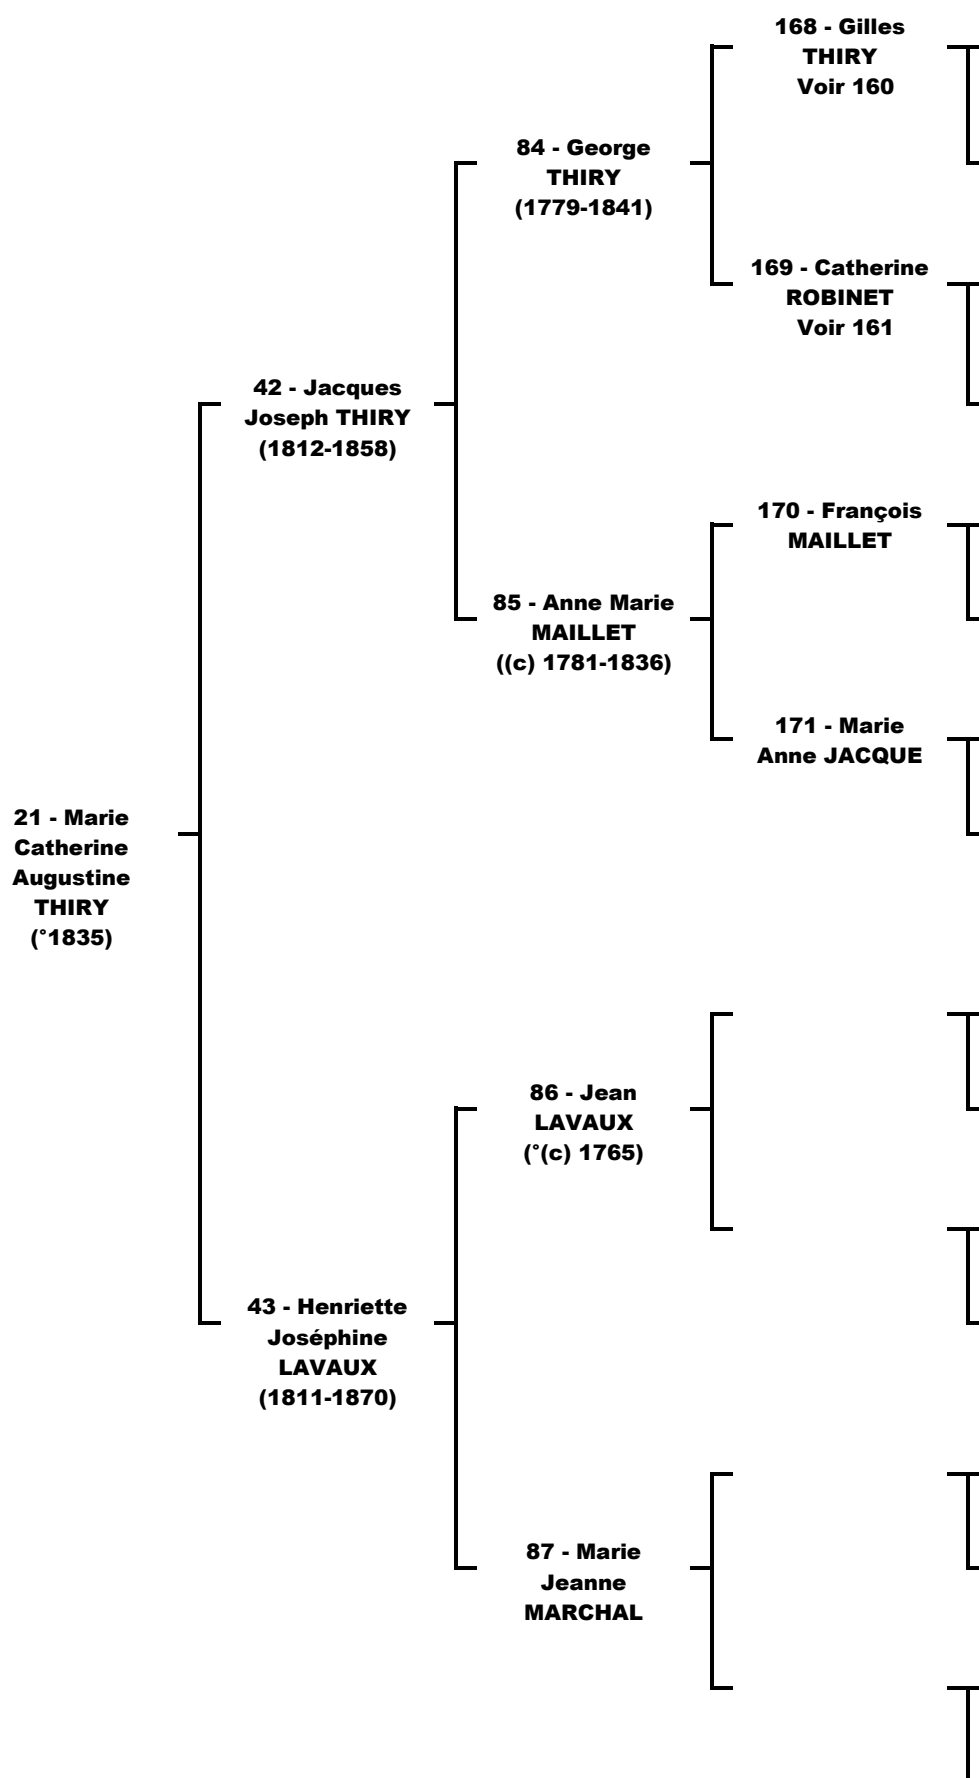 168 - Gilles
THIRY
Voir 160
84 - George
THIRY
(1779-1841)
169 - Catherine
ROBINET
Voir 161
42 - Jacques
Joseph THIRY
(1812-1858)
170 - François
MAILLET
85 - Anne Marie
MAILLET
((c) 1781-1836)
171 - Marie
Anne JACQUE
21 - Marie
Catherine
Augustine
THIRY
(°1835)
86 - Jean
LAVAUX
(°(c) 1765)
43 - Henriette
Joséphine
LAVAUX
(1811-1870)
87 - Marie
Jeanne
MARCHAL